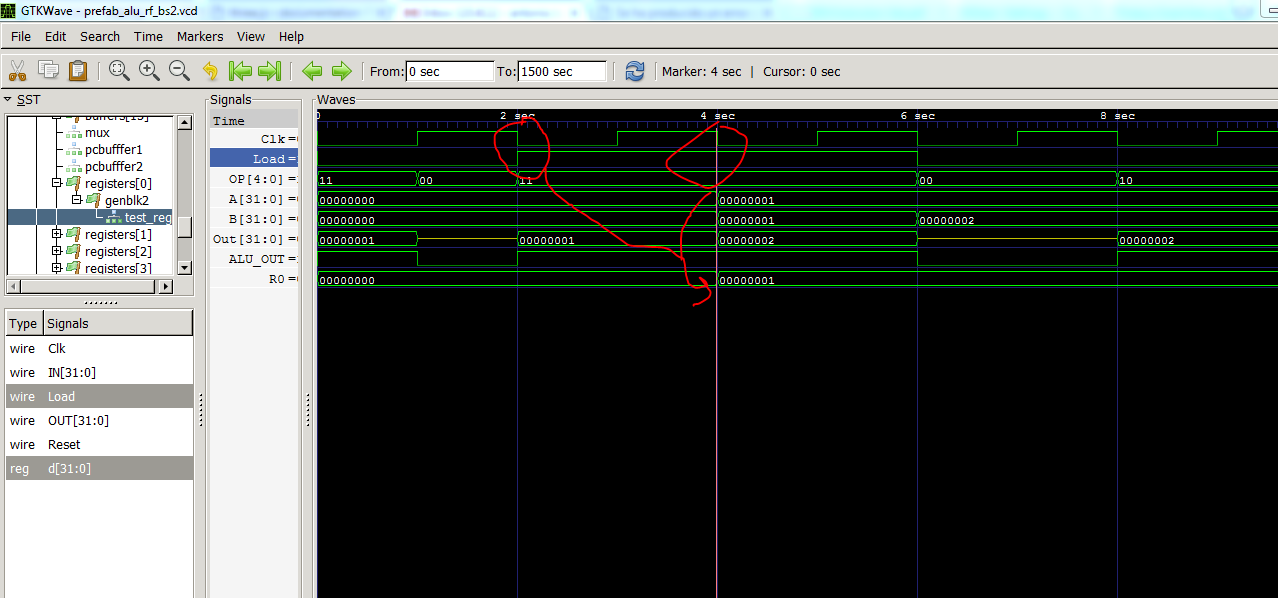 GTKWave - prefab_alu_rf_bs2.vcd
File Edit Search Time Markers View Help
From: 0 sec To: 1500 sec Marker: 4 sec | Cursor: 0 sec
SST
mux
pcbufffer1
pcbufffer2
registers[0]
genblk2
test_reg
registers[1]
registers[2]
registers[3]
Type Signals
wire Clk
wire IN[31:0]
wire Load
wire OUT[31:0]
wire Reset
reg d[31:0]
Signals
Time
Clk=
Load=
OP[4:0]=
A[31:0]=
B[31:0]=
Out[31:0]=
ALU_OUT=
R0=
Waves
0 2 sec 4 sec 6 sec 8 sec
11 00 11 00 10
00000000 00000001
00000000 00000001 00000002
00000001 00000001 00000002 00000002
00000000 00000001